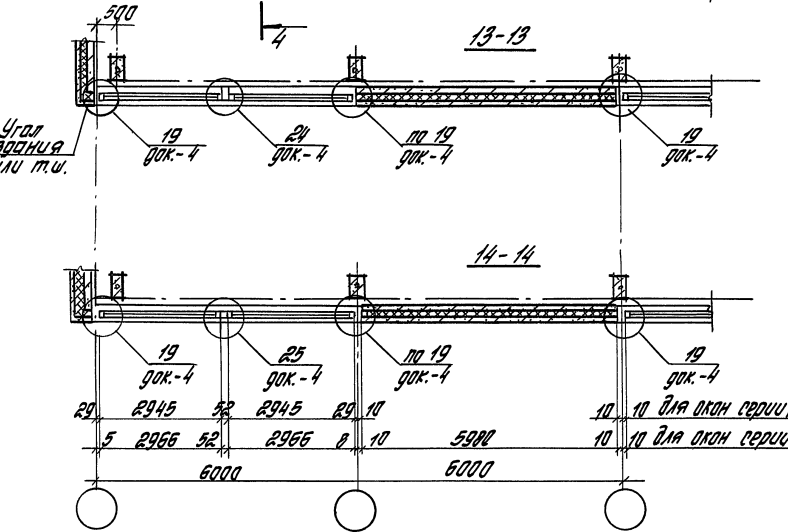 500
4
13-13
Угол
здания
или т.ш.
19
док.-4
24
док.-4
по 19
док.-4
19
док.-4
14-14
19
док.-4
25
док.-4
по 19
док.-4
19
док.-4
29 2945 52 2945 29 10 10 10 для окон серии
5 2966 52 2966 8 10 5980 10 10 для окон серии
6000 6000